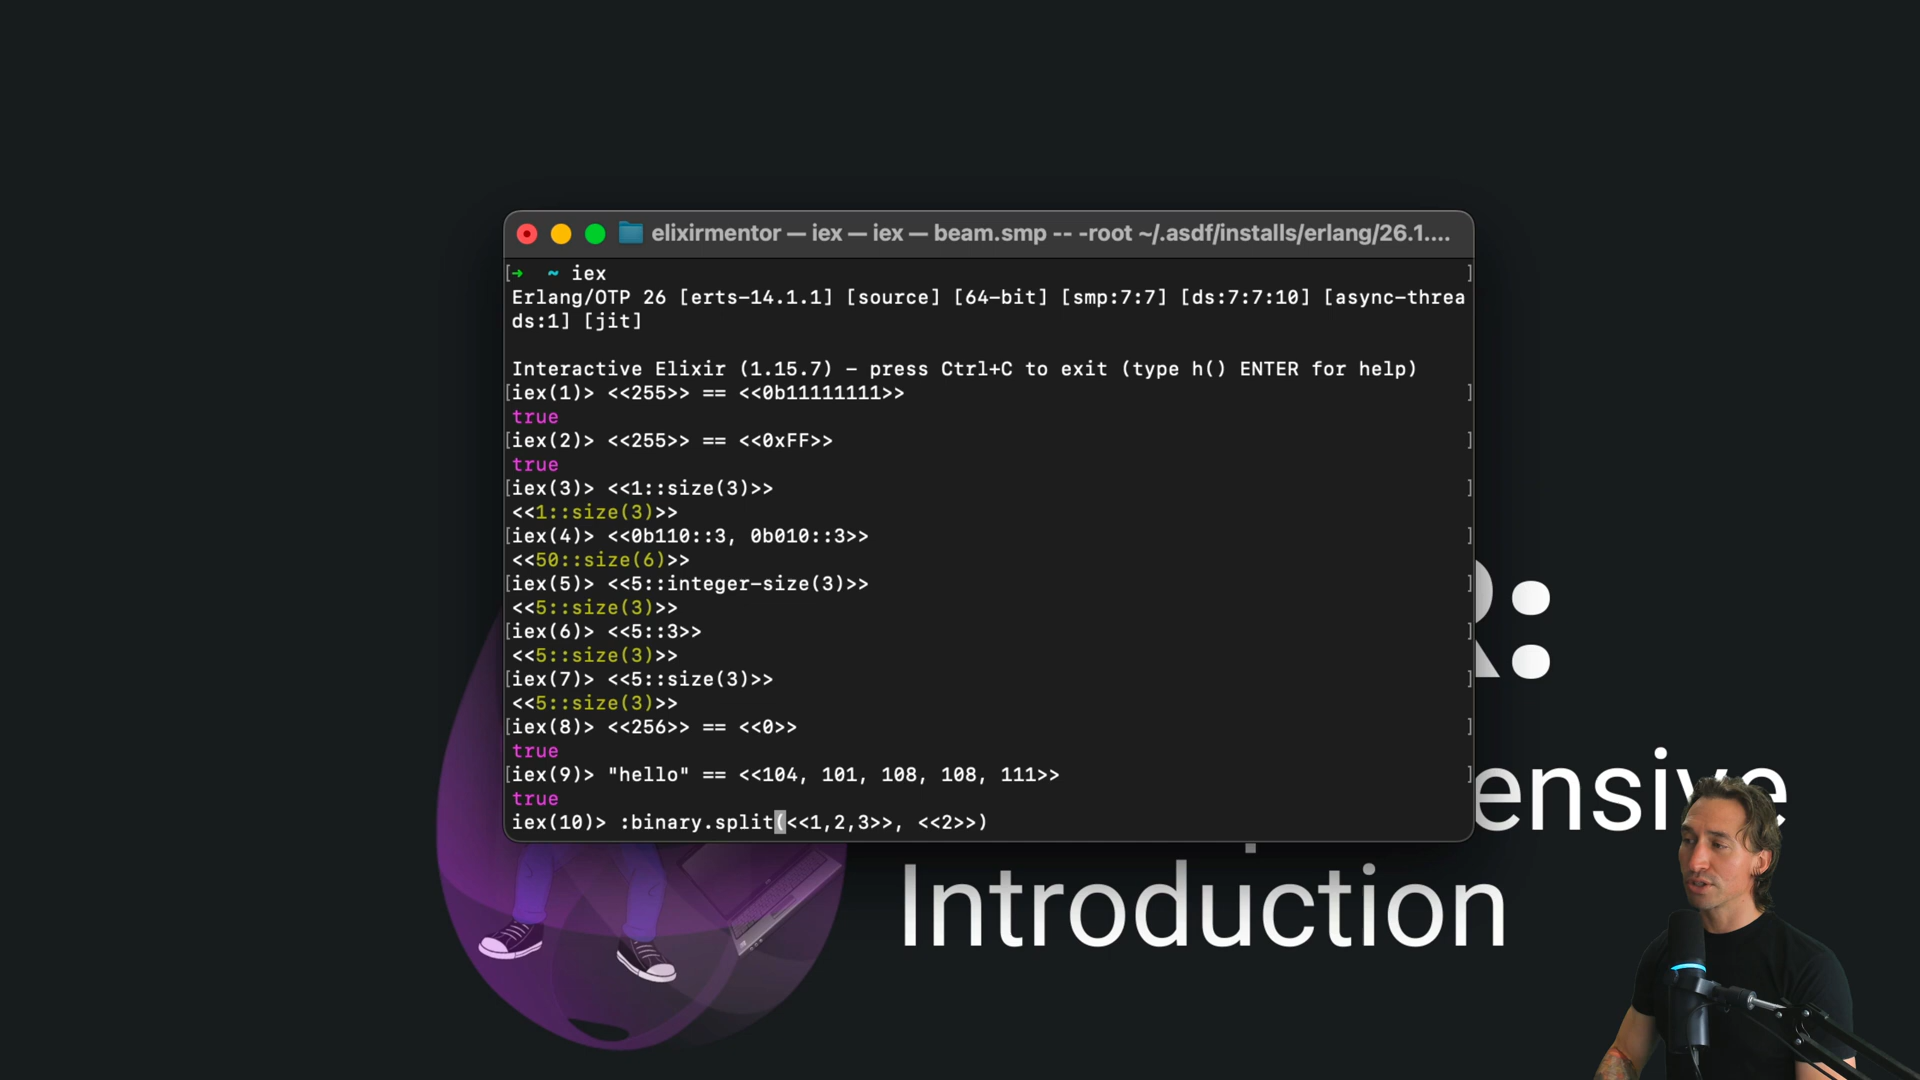 elixirmentor — iex — iex — beam.smp -- -root ~/.asdf/installs/erlang/26.1....
[➜ ~ iex ]
Erlang/OTP 26 [erts-14.1.1] [source] [64-bit] [smp:7:7] [ds:7:7:10] [async-threa
ds:1] [jit]
Interactive Elixir (1.15.7) - press Ctrl+C to exit (type h() ENTER for help)
[iex(1)> <<255>> == <<0b11111111>> ]
true
[iex(2)> <<255>> == <<0xFF>> ]
true
[iex(3)> <<1::size(3)>> ]
<<1::size(3)>>
[iex(4)> <<0b110::3, 0b010::3>> ]
<<50::size(6)>>
[iex(5)> <<5::integer-size(3)>> ]
<<5::size(3)>>
[iex(6)> <<5::3>> ]
<<5::size(3)>>
[iex(7)> <<5::size(3)>> ]
<<5::size(3)>>
[iex(8)> <<256>> == <<0>> ]
true
[iex(9)> "hello" == <<104, 101, 108, 108, 111>> ]
true
iex(10)> :binary.split(<<1,2,3>>, <<2>>)
R:
ensive
Introduction